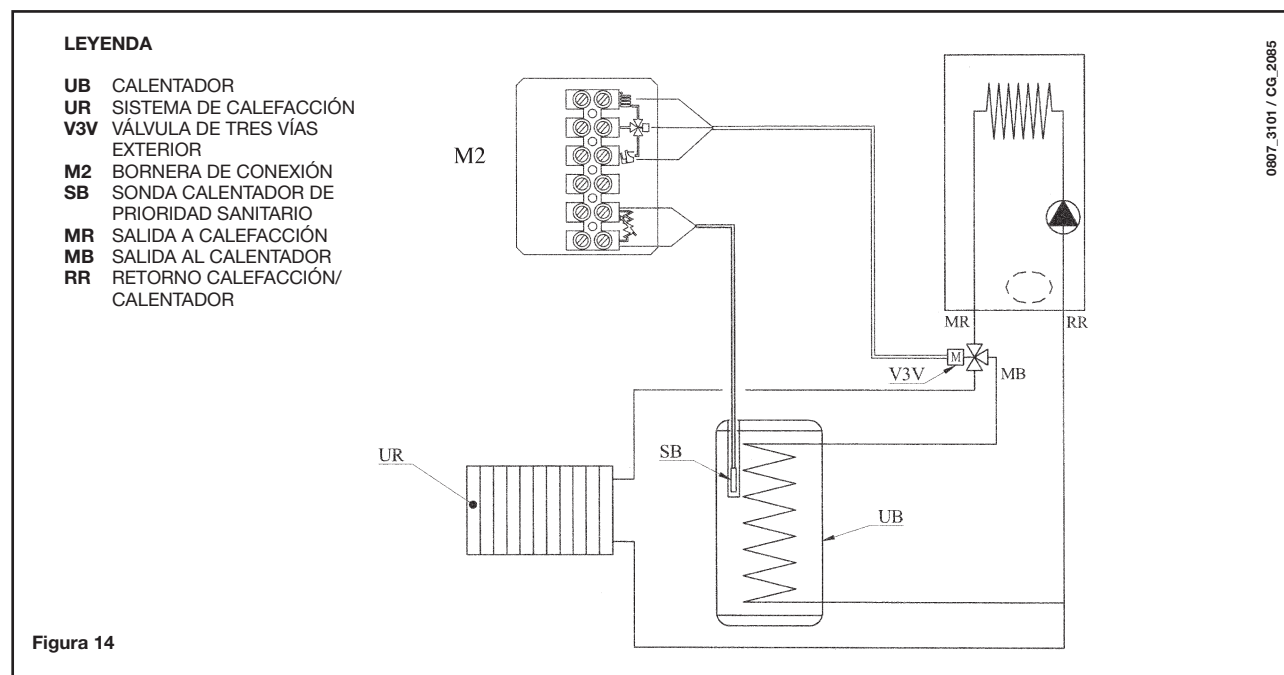 LEYENDA
UB CALENTADOR
UR SISTEMA DE CALEFACCIÓN
V3V VÁLVULA DE TRES VÍAS
EXTERIOR
M2 BORNERA DE CONEXIÓN
SB SONDA CALENTADOR DE
PRIORIDAD SANITARIO
MR SALIDA A CALEFACCIÓN
MB SALIDA AL CALENTADOR
RR RETORNO CALEFACCIÓN/
CALENTADOR
M2
0807_3101 / CG_2085
MR
RR
M
V3V
MB
UR
SB
UB
Figura 14